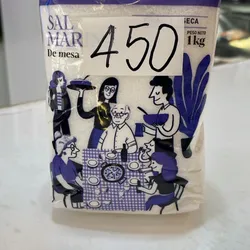 SAL
MAR
De mesa
450
SECA
PESO NETO
1kg